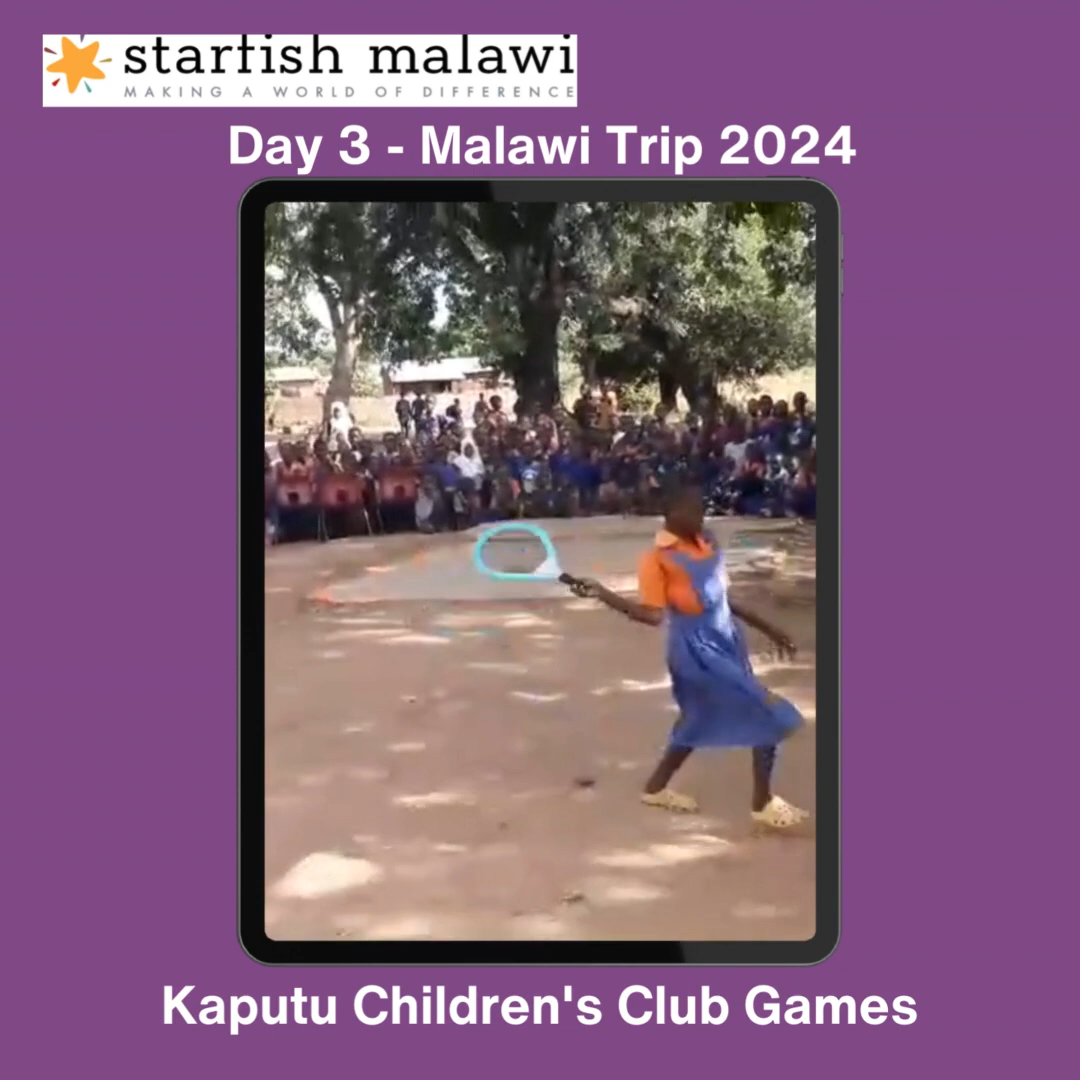 starfish malawi
MAKING A WORLD OF DIFFERENCE
Day 3 - Malawi Trip 2024
Kaputu Children's Club Games